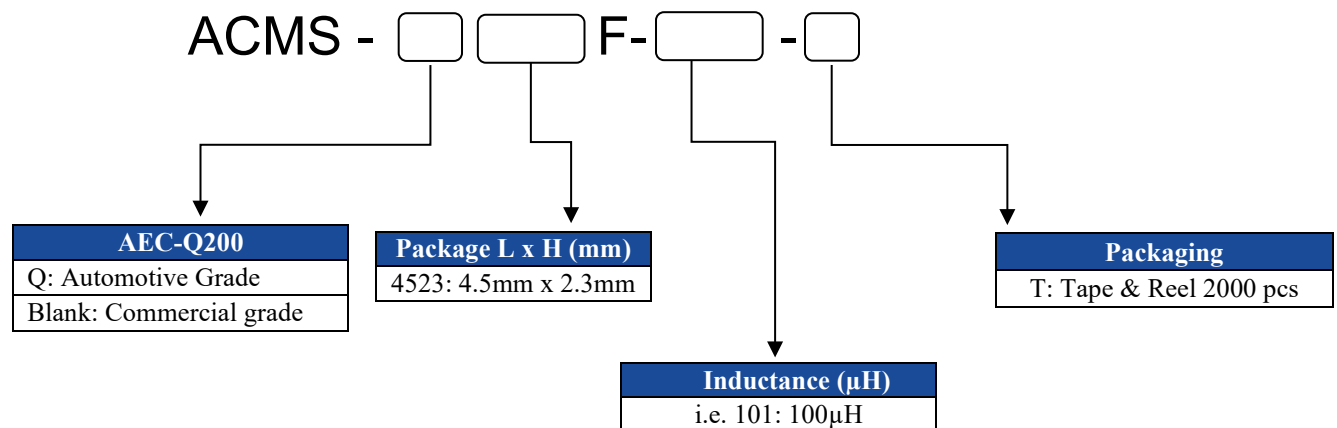 ACMS - F- -
AEC-Q200
Q: Automotive Grade
Blank: Commercial grade
Package L x H (mm)
4523: 4.5mm x 2.3mm
Inductance (µH)
i.e. 101: 100µH
Packaging
T: Tape & Reel 2000 pcs